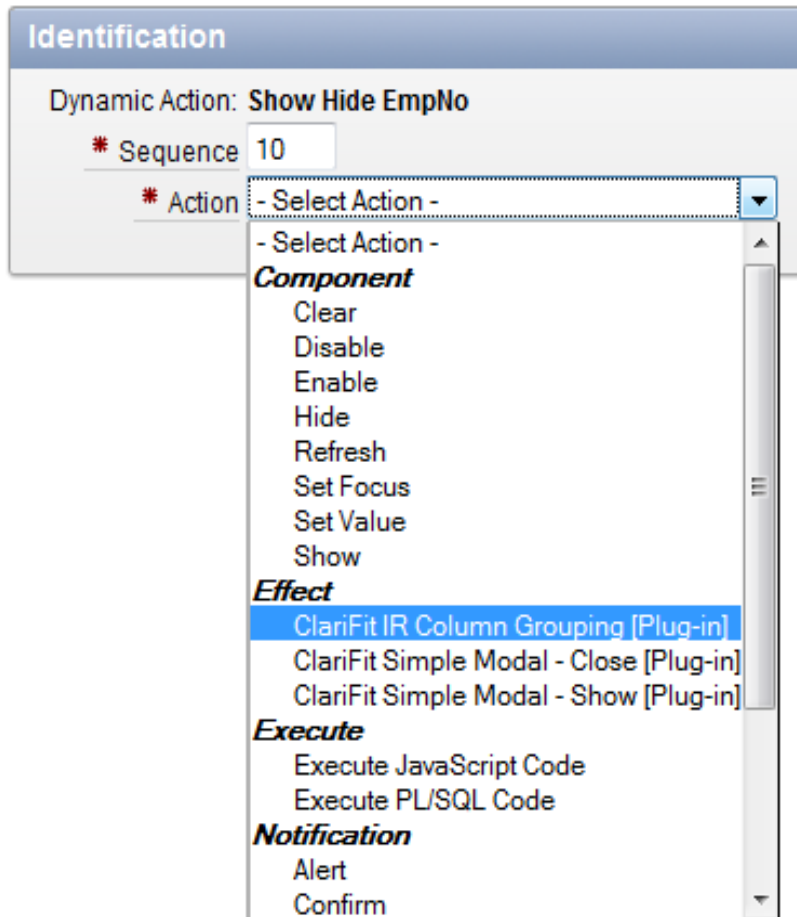 Identification
Dynamic Action: Show Hide EmpNo
* Sequence 10
* Action - Select Action -
- Select Action -
Component
Clear
Disable
Enable
Hide
Refresh
Set Focus
Set Value
Show
Effect
ClariFit IR Column Grouping [Plug-in]
ClariFit Simple Modal - Close [Plug-in]
ClariFit Simple Modal - Show [Plug-in]
Execute
Execute JavaScript Code
Execute PL/SQL Code
Notification
Alert
Confirm